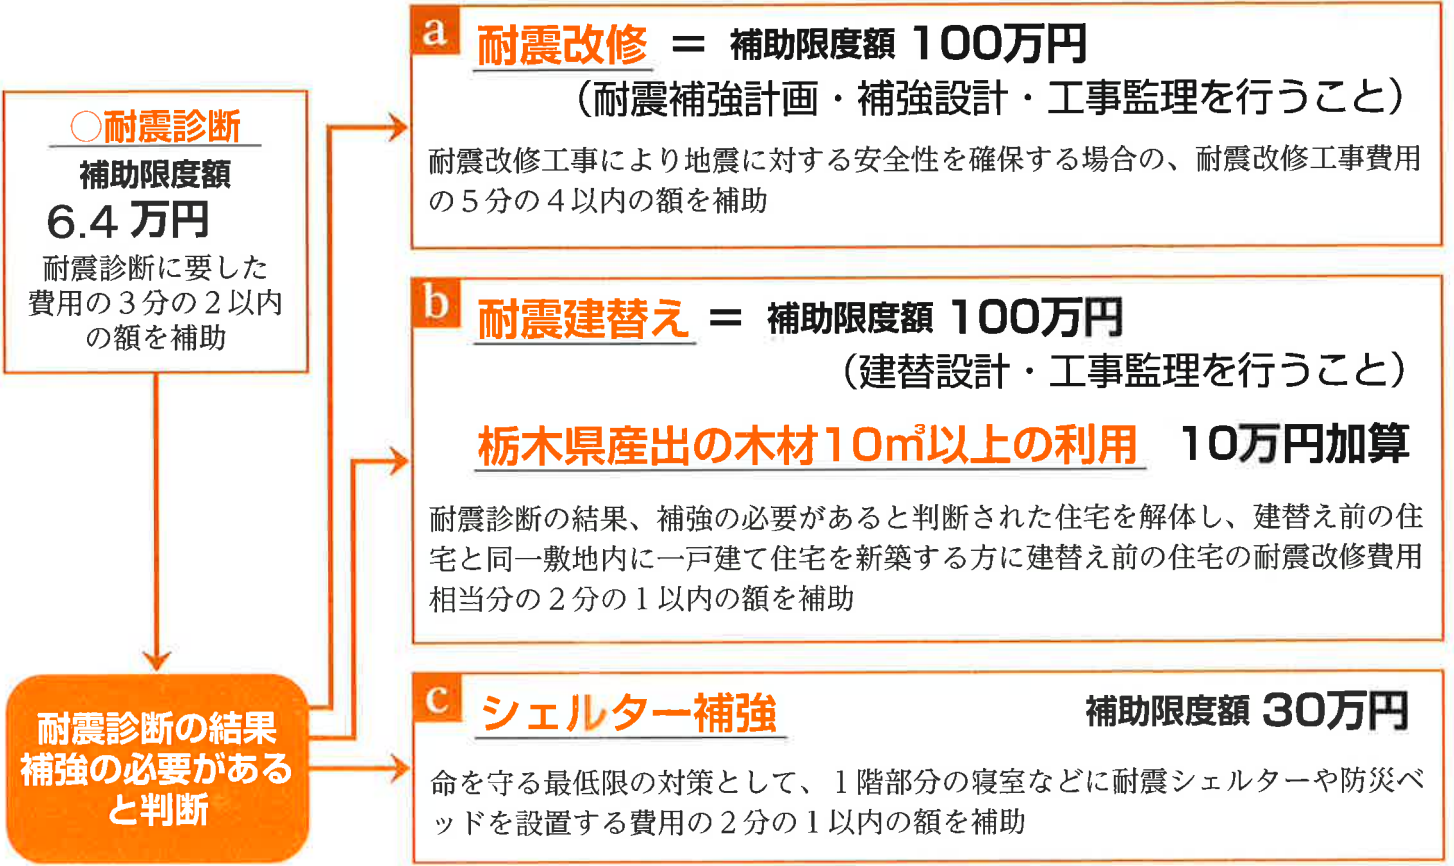 ○耐震診断
補助限度額
6.4 万円
耐震診断に要した
費用の３分の２以内
の額を補助
耐震診断の結果
補強の必要がある
と判断
a 耐震改修 ＝ 補助限度額 100万円
（耐震補強計画・補強設計・工事監理を行うこと）
耐震改修工事により地震に対する安全性を確保する場合の、耐震改修工事費用
の５分の４以内の額を補助
b 耐震建替え ＝ 補助限度額 100万円
（建替設計・工事監理を行うこと）
栃木県産出の木材10㎥以上の利用 10万円加算
耐震診断の結果、補強の必要があると判断された住宅を解体し、建替え前の住
宅と同一敷地内に一戸建て住宅を新築する方に建替え前の住宅の耐震改修費用
相当分の２分の１以内の額を補助
c シェルター補強 補助限度額 30万円
命を守る最低限の対策として、１階部分の寝室などに耐震シェルターや防災ベ
ッドを設置する費用の２分の１以内の額を補助